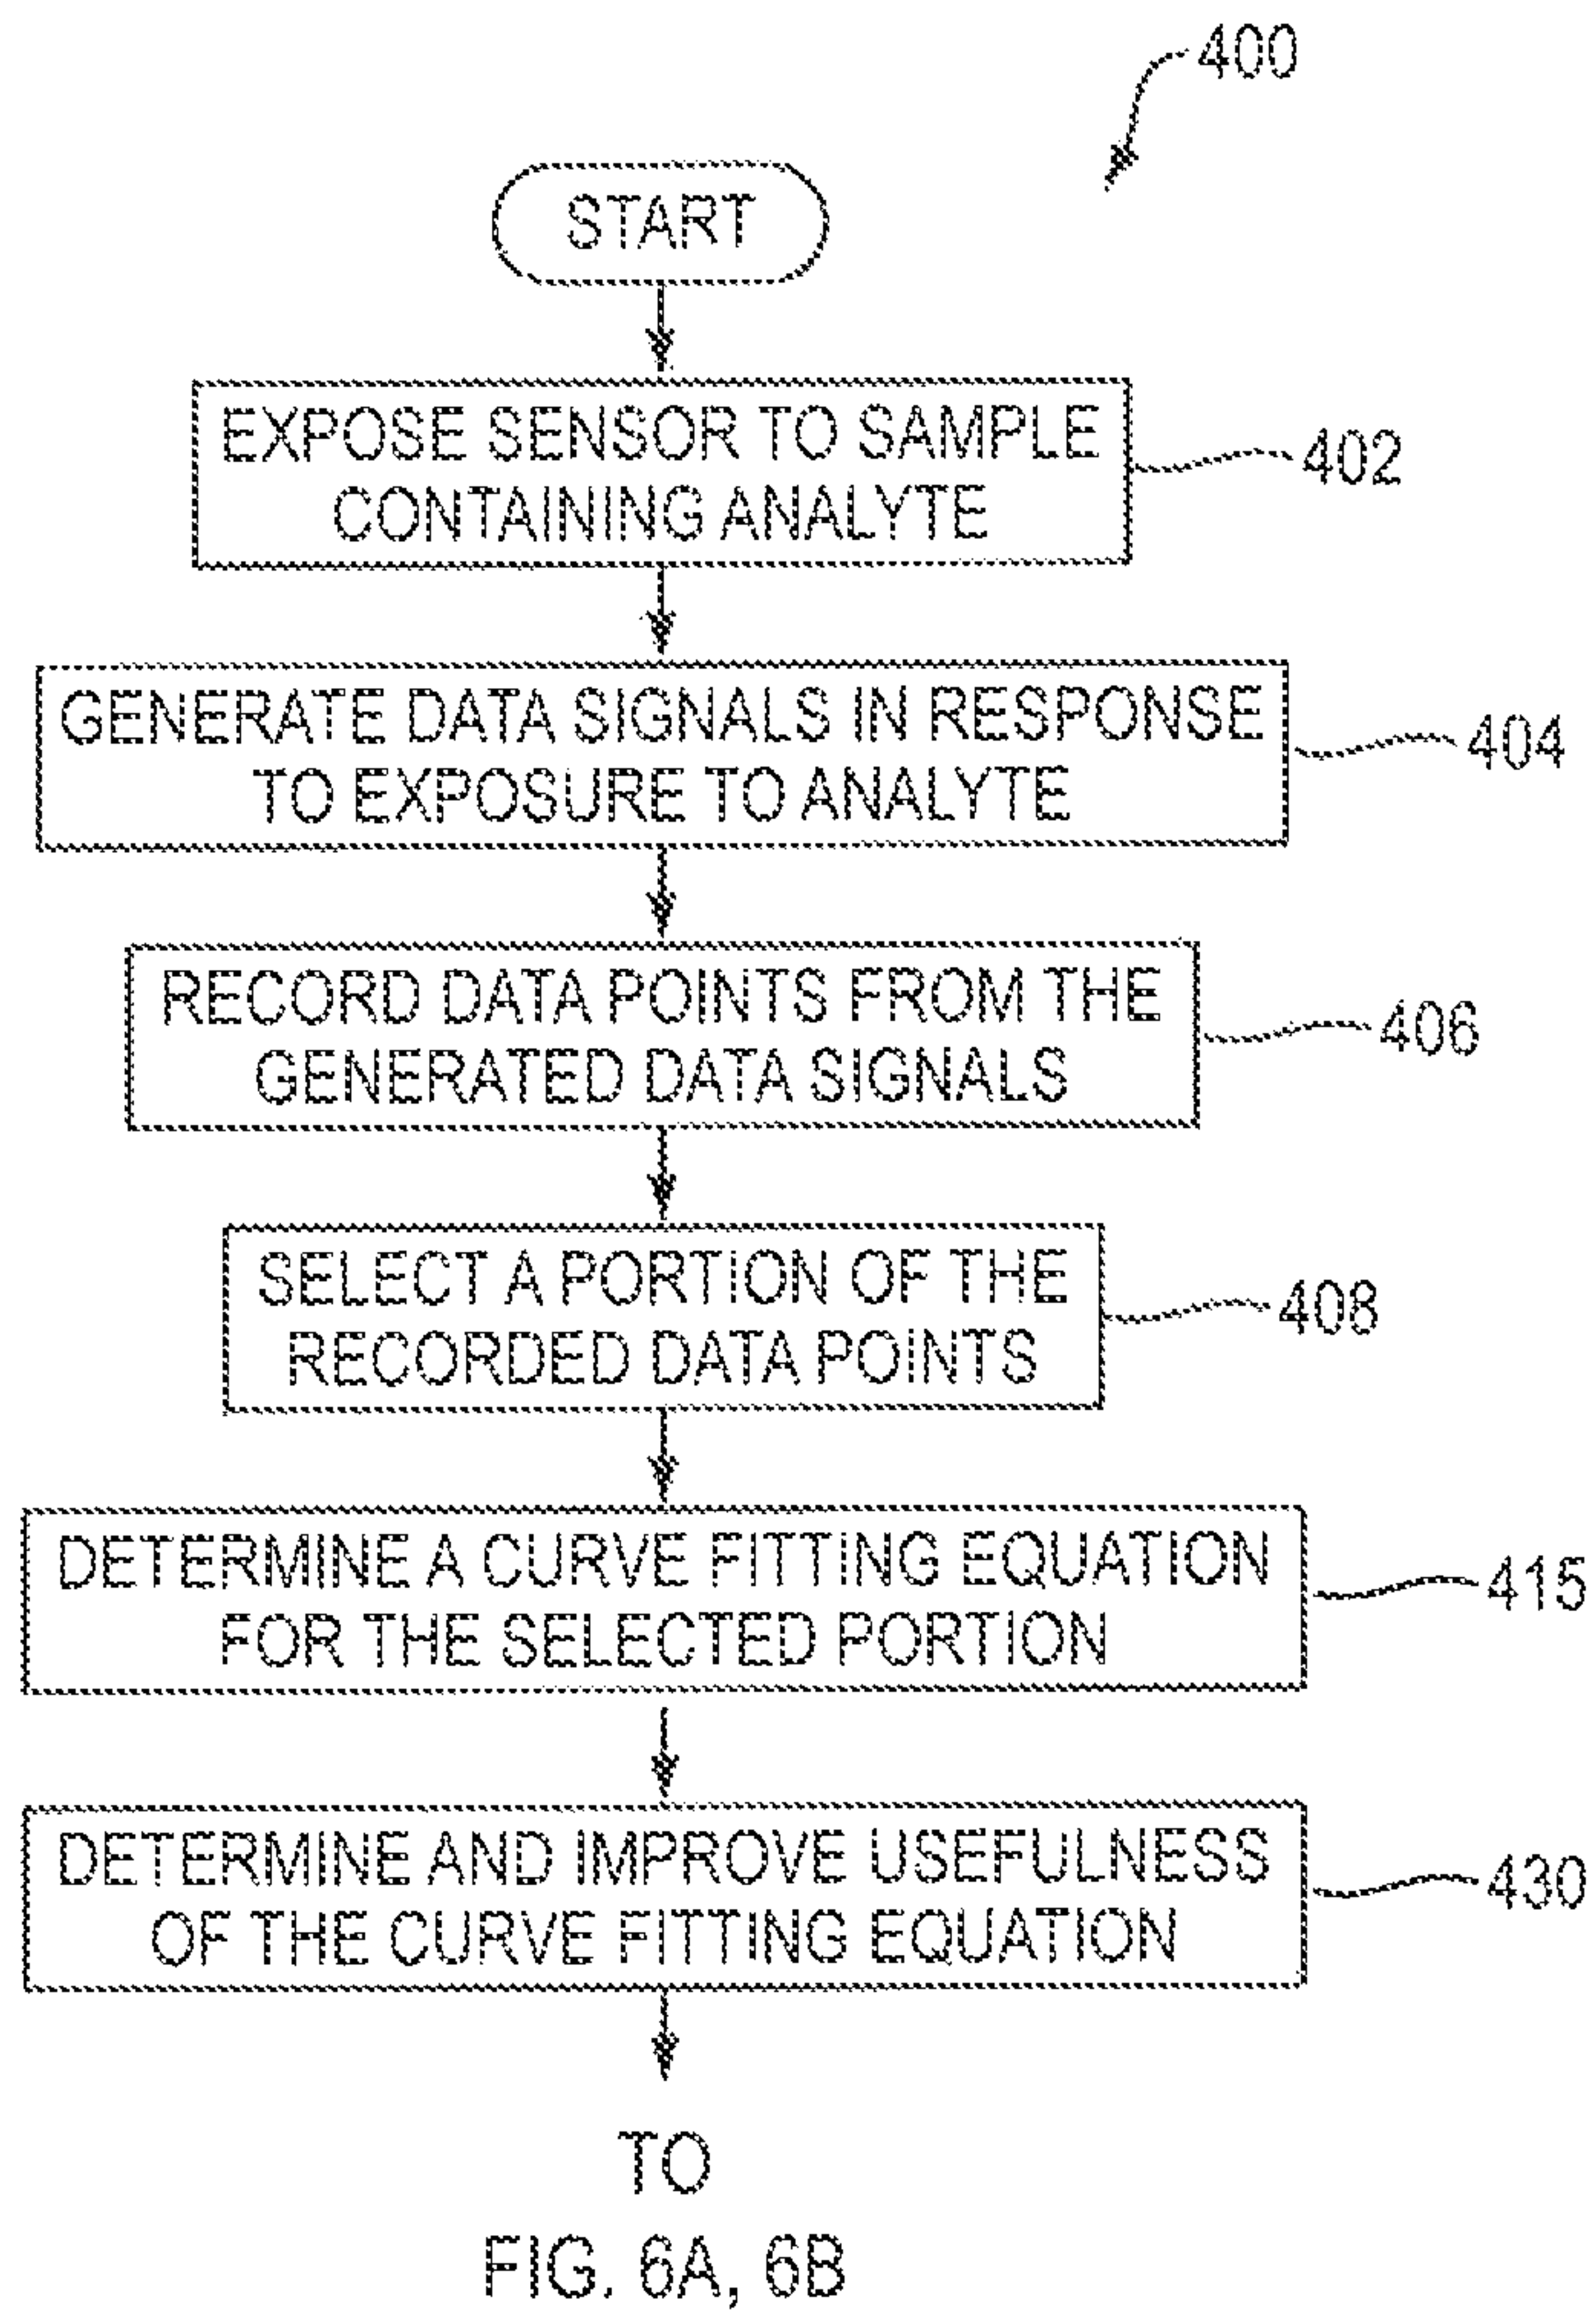 400
START
EXPOSE SENSOR TO SAMPLE
CONTAINING ANALYTE
402
GENERATE DATA SIGNALS IN RESPONSE
TO EXPOSURE TO ANALYTE
404
RECORD DATA POINTS FROM THE
GENERATED DATA SIGNALS
406
SELECT A PORTION OF THE
RECORDED DATA POINTS
408
DETERMINE A CURVE FITTING EQUATION
FOR THE SELECTED PORTION
415
DETERMINE AND IMPROVE USEFULNESS
OF THE CURVE FITTING EQUATION
430
TO
FIG. 6A, 6B